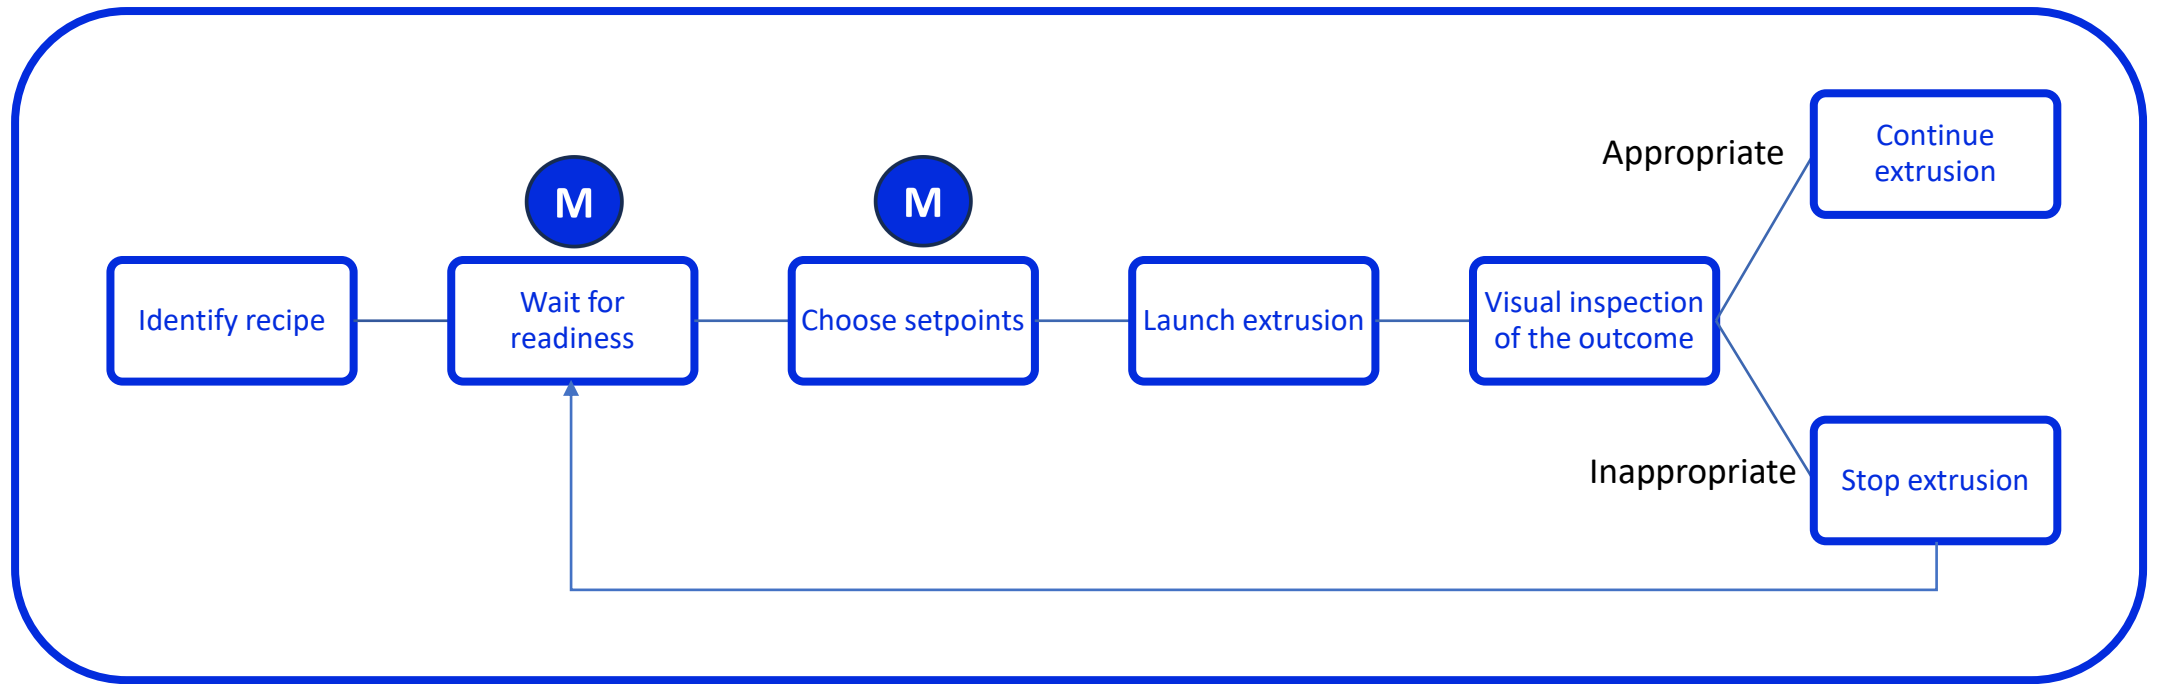 M
M
Identify recipe
Wait for
readiness
Choose setpoints
Launch extrusion
Visual inspection
of the outcome
Appropriate
Continue
extrusion
Inappropriate
Stop extrusion